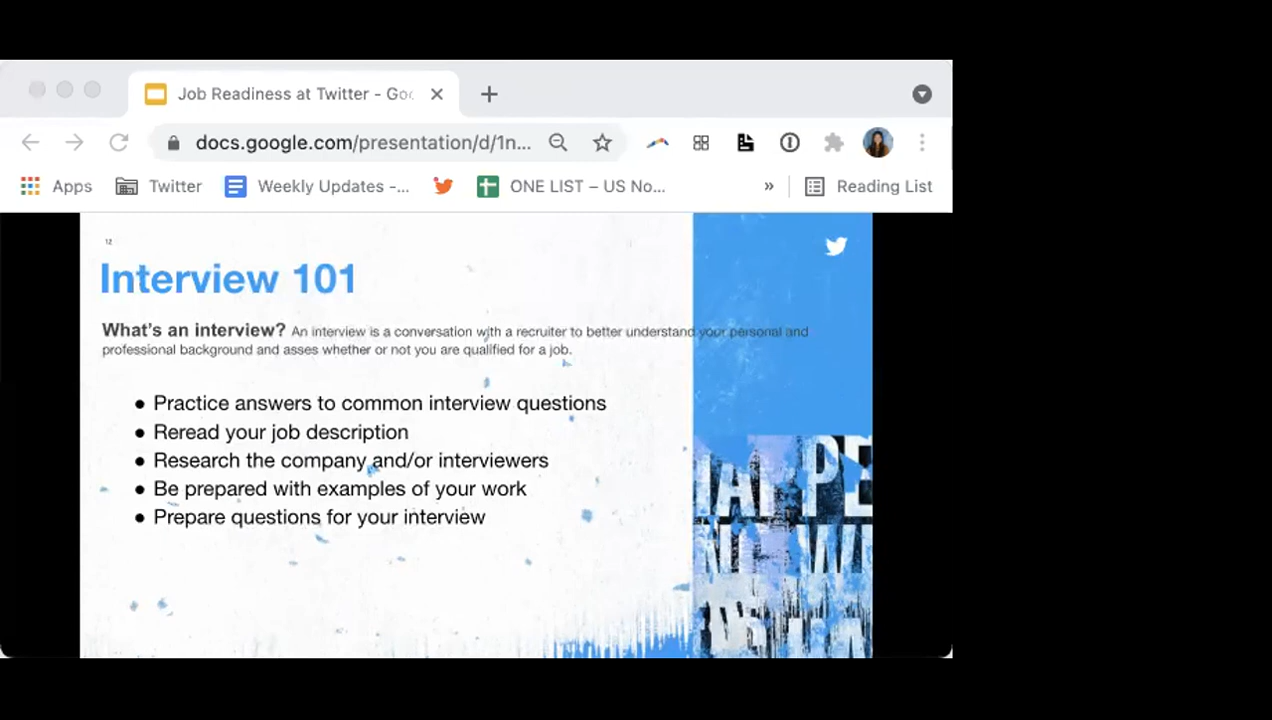 Job Readiness at Twitter - Goo
docs.google.com/presentation/d/1n...
Apps Twitter Weekly Updates -... ONE LIST – US No... » Reading List
12
Interview 101
What's an interview? An interview is a conversation with a recruiter to better understand your personal and
professional background and asses whether or not you are qualified for a job.
● Practice answers to common interview questions
● Reread your job description
● Research the company and/or interviewers
● Be prepared with examples of your work
● Prepare questions for your interview